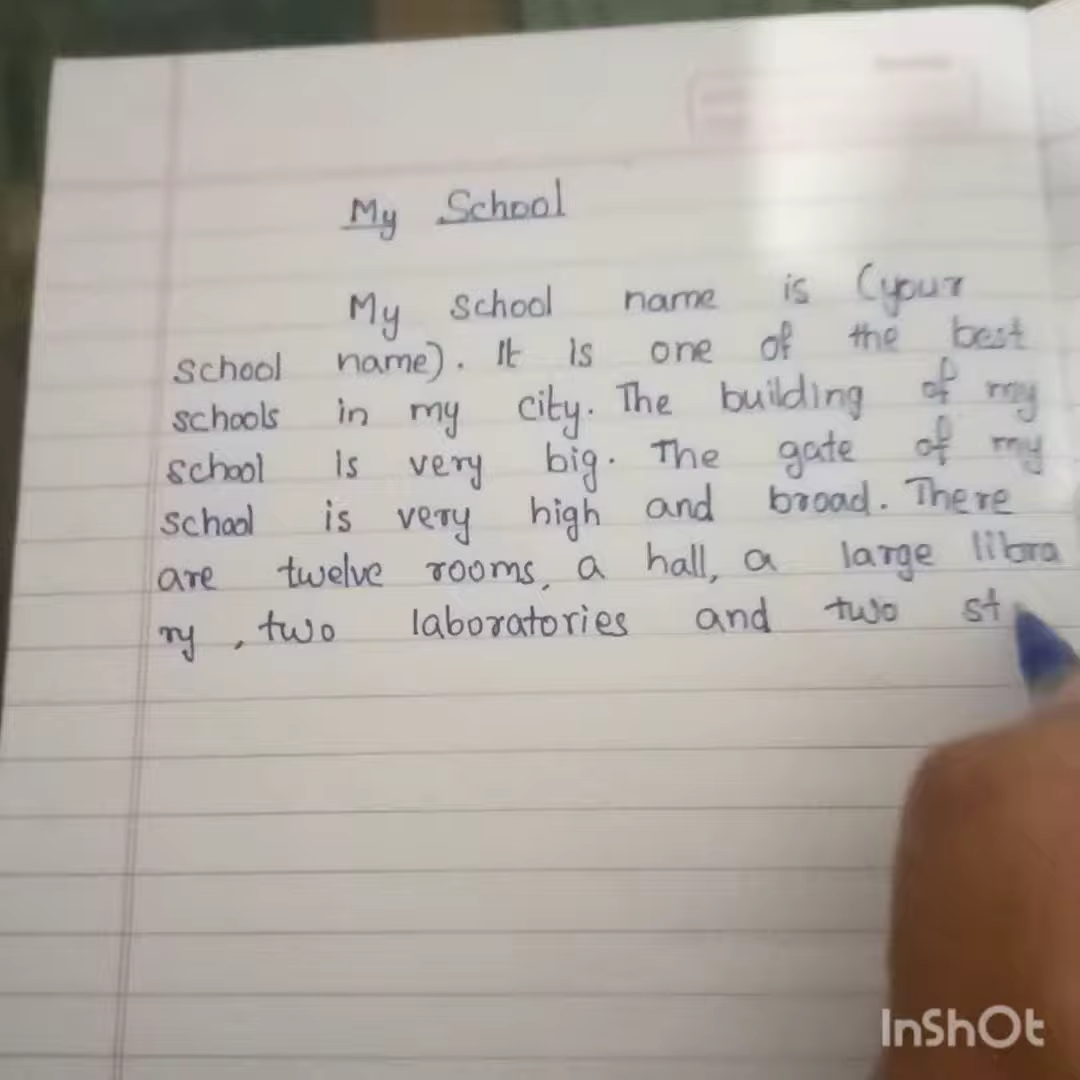 My School
My school name is (your
school name). It is one of the best
schools in my city. The building of my
school is very big. The gate of my
school is very high and broad. There
are twelve rooms, a hall, a large libra
ry, two laboratories and two st
InShOt